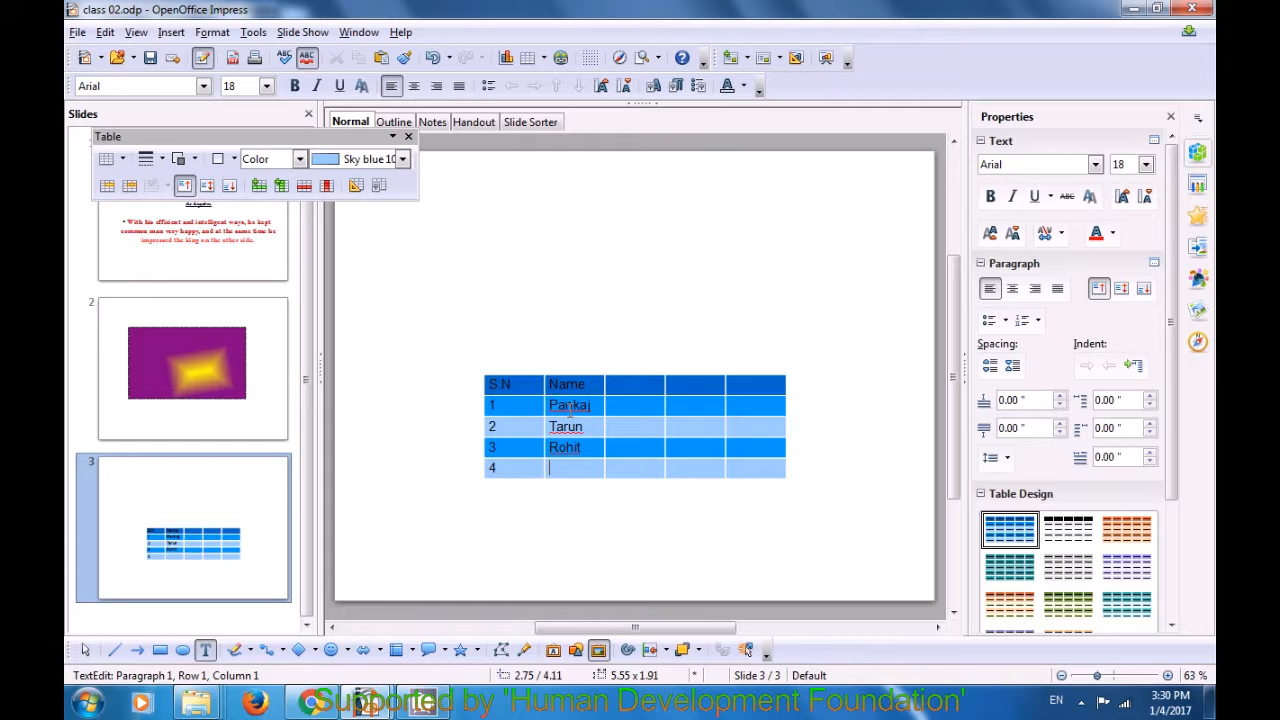 class 02.odp - OpenOffice Impress
File Edit View Insert Format Tools Slide Show Window Help
Arial 18
Slides
Normal Outline Notes Handout Slide Sorter
Table
Color Sky blue 10
• With his efficient and intelligent ways, he kept
common man very happy, and at the same time he
impressed the king on the other side.
2
3
S.N Name
1 Pankaj
2 Tarun
3 Rohit
4
Properties
Text
Arial 18
Paragraph
Spacing: Indent:
0.00 " 0.00 "
0.00 " 0.00 "
0.00 "
Table Design
TextEdit: Paragraph 1, Row 1, Column 1 2.75 / 4.11 5.55 x 1.91 * Slide 3 / 3 Default 63 %
EN 3:30 PM
1/4/2017
Supported by 'Human Development Foundation'